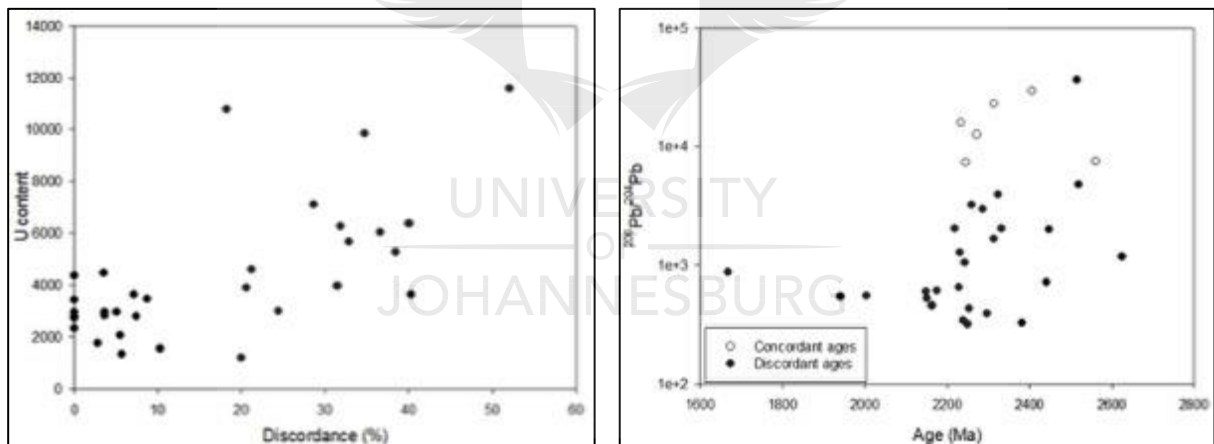 14000
12000
10000
8000
6000
4000
2000
0
U content
0 10 20 30 40 50 60
Discordance (%)
1e+5
1e+4
1e+3
1e+2
206Pb/204Pb
Concordant ages
Discordant ages
1600 1800 2000 2200 2400 2600 2800
Age (Ma)
UNIVERSITY
OF
JOHANNESBURG